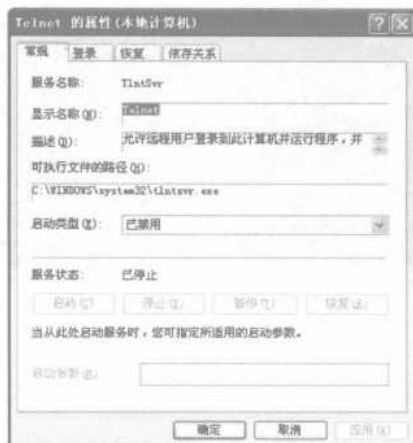 Telnet 的属性(本地计算机)
常规 登录 恢复 依存关系
服务名称: TlntSvr
显示名称(N): Telnet
描述(D): 允许远程用户登录到此计算机并运行程序，并
可执行文件的路径(H):
C:\WINDOWS\system32\tlntsvr.exe
启动类型(E): 已禁用
服务状态: 已停止
启动(S) 停止(T) 暂停(P) 恢复(R)
当从此处启动服务时，您可指定所适用的启动参数。
启动参数(M):
确定 取消 应用(A)